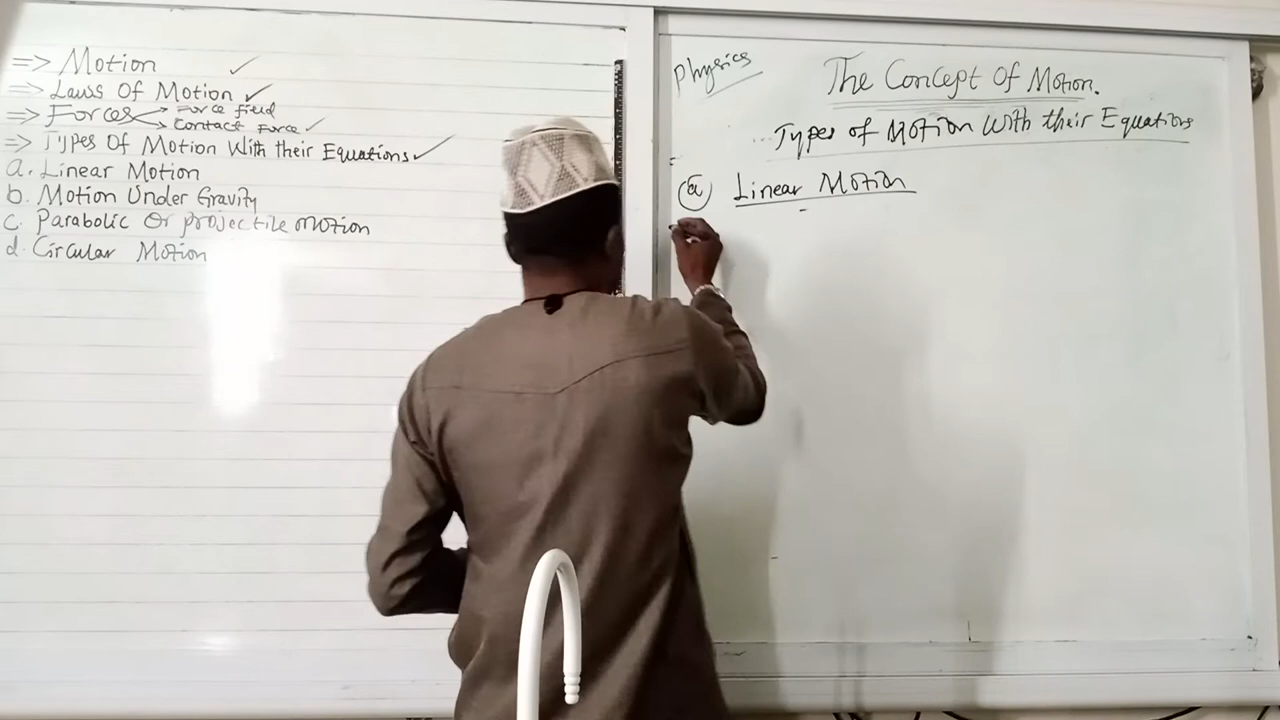 => Motion ✓
=> Laws Of Motion ✓
=> Forces → Force field
→ Contact Force ✓
=> Types Of Motion With their Equations ✓
a. Linear Motion
b. Motion Under Gravity
c. Parabolic Or projectile motion
d. Circular Motion
Physics
The Concept Of Motion.
Types of Motion With their Equations
(a) Linear Motion